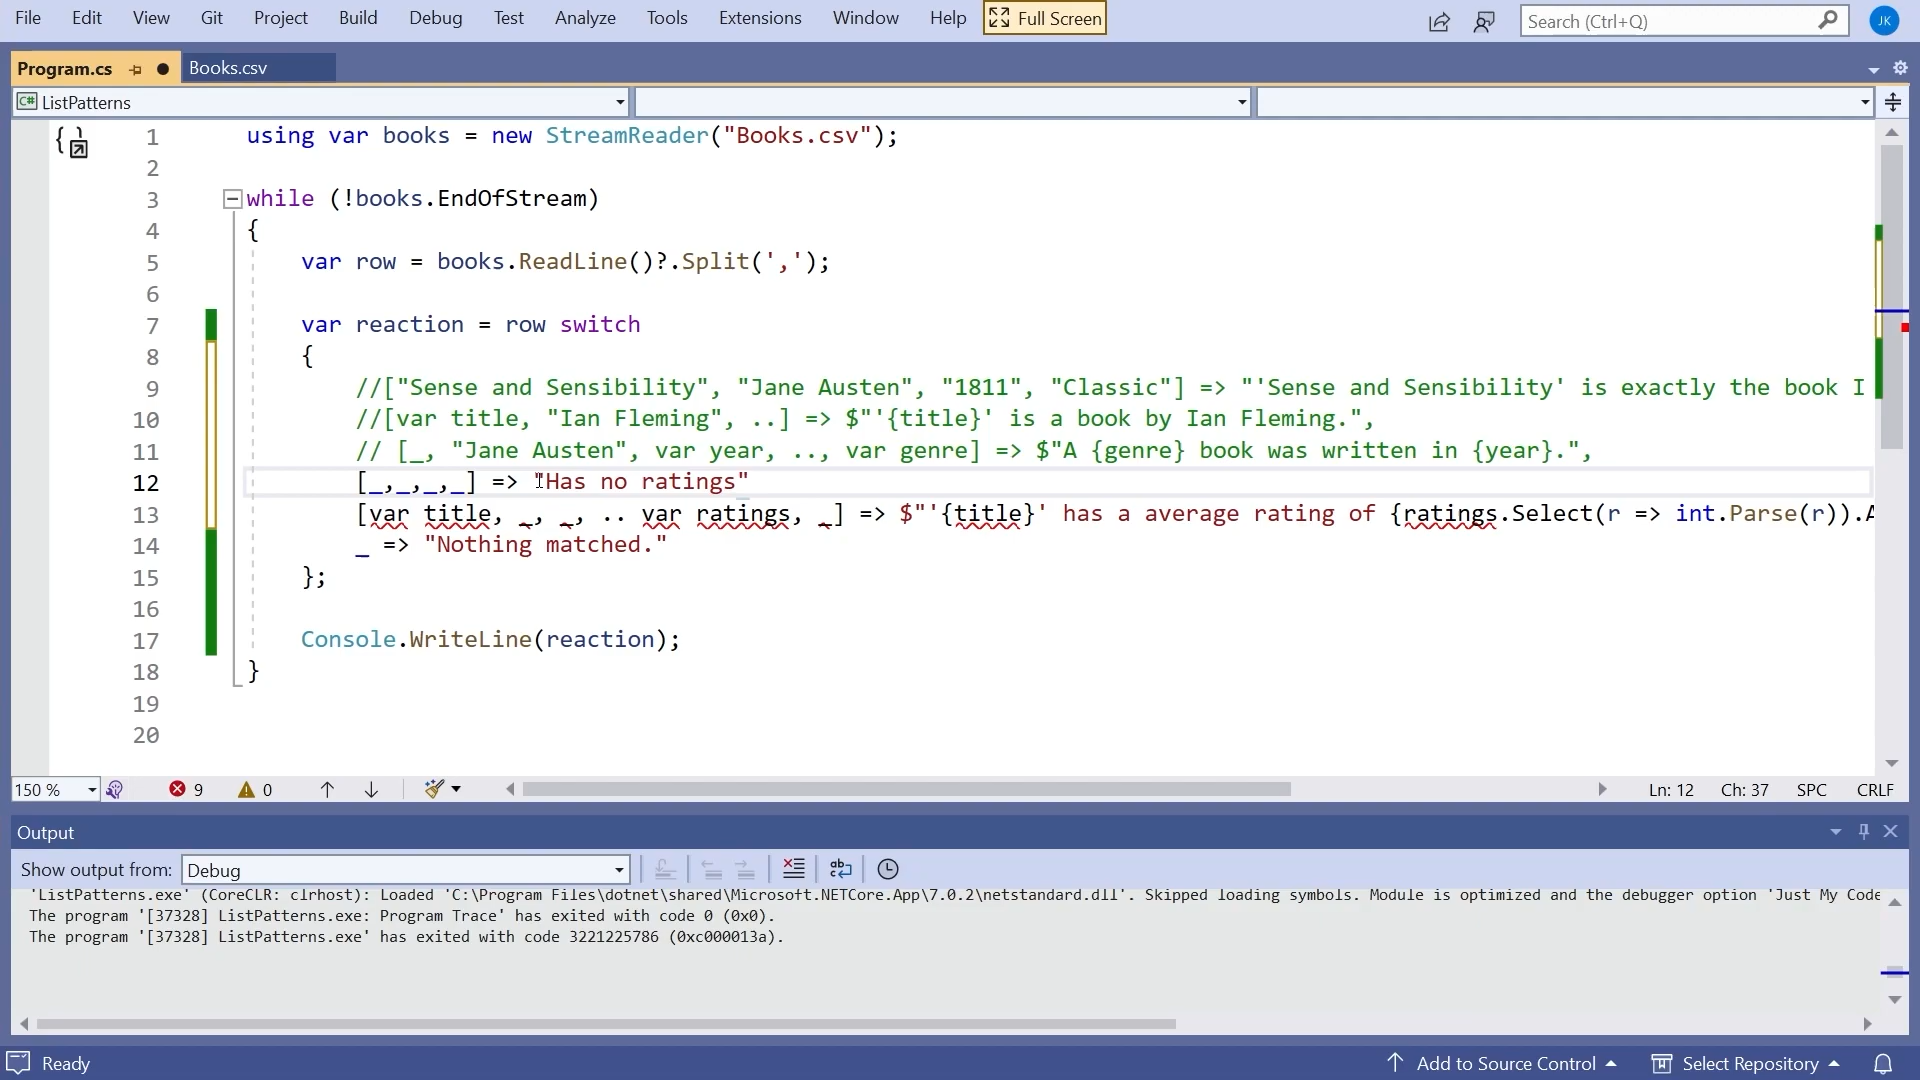 File Edit View Git Project Build Debug Test Analyze Tools Extensions Window Help Full Screen Search (Ctrl+Q) JK
Program.cs Books.csv
C# ListPatterns
1 using var books = new StreamReader("Books.csv");
2
3 while (!books.EndOfStream)
4 {
5 var row = books.ReadLine()?.Split(',');
6
7 var reaction = row switch
8 {
9 //["Sense and Sensibility", "Jane Austen", "1811", "Classic"] => "'Sense and Sensibility' is exactly the book I
10 //[var title, "Ian Fleming", ..] => $"'{title}' is a book by Ian Fleming.",
11 // [_, "Jane Austen", var year, .., var genre] => $"A {genre} book was written in {year}.",
12 [_,_,_,_] => "Has no ratings"
13 [var title, _, _, .. var ratings, _] => $"'{title}' has a average rating of {ratings.Select(r => int.Parse(r)).A
14 _ => "Nothing matched."
15 };
16
17 Console.WriteLine(reaction);
18 }
19
20
150 % 9 0 Ln: 12 Ch: 37 SPC CRLF
Output
Show output from: Debug
'ListPatterns.exe' (CoreCLR: clrhost): Loaded 'C:\Program Files\dotnet\shared\Microsoft.NETCore.App\7.0.2\netstandard.dll'. Skipped loading symbols. Module is optimized and the debugger option 'Just My Code
The program '[37328] ListPatterns.exe: Program Trace' has exited with code 0 (0x0).
The program '[37328] ListPatterns.exe' has exited with code 3221225786 (0xc000013a).
Ready Add to Source Control Select Repository